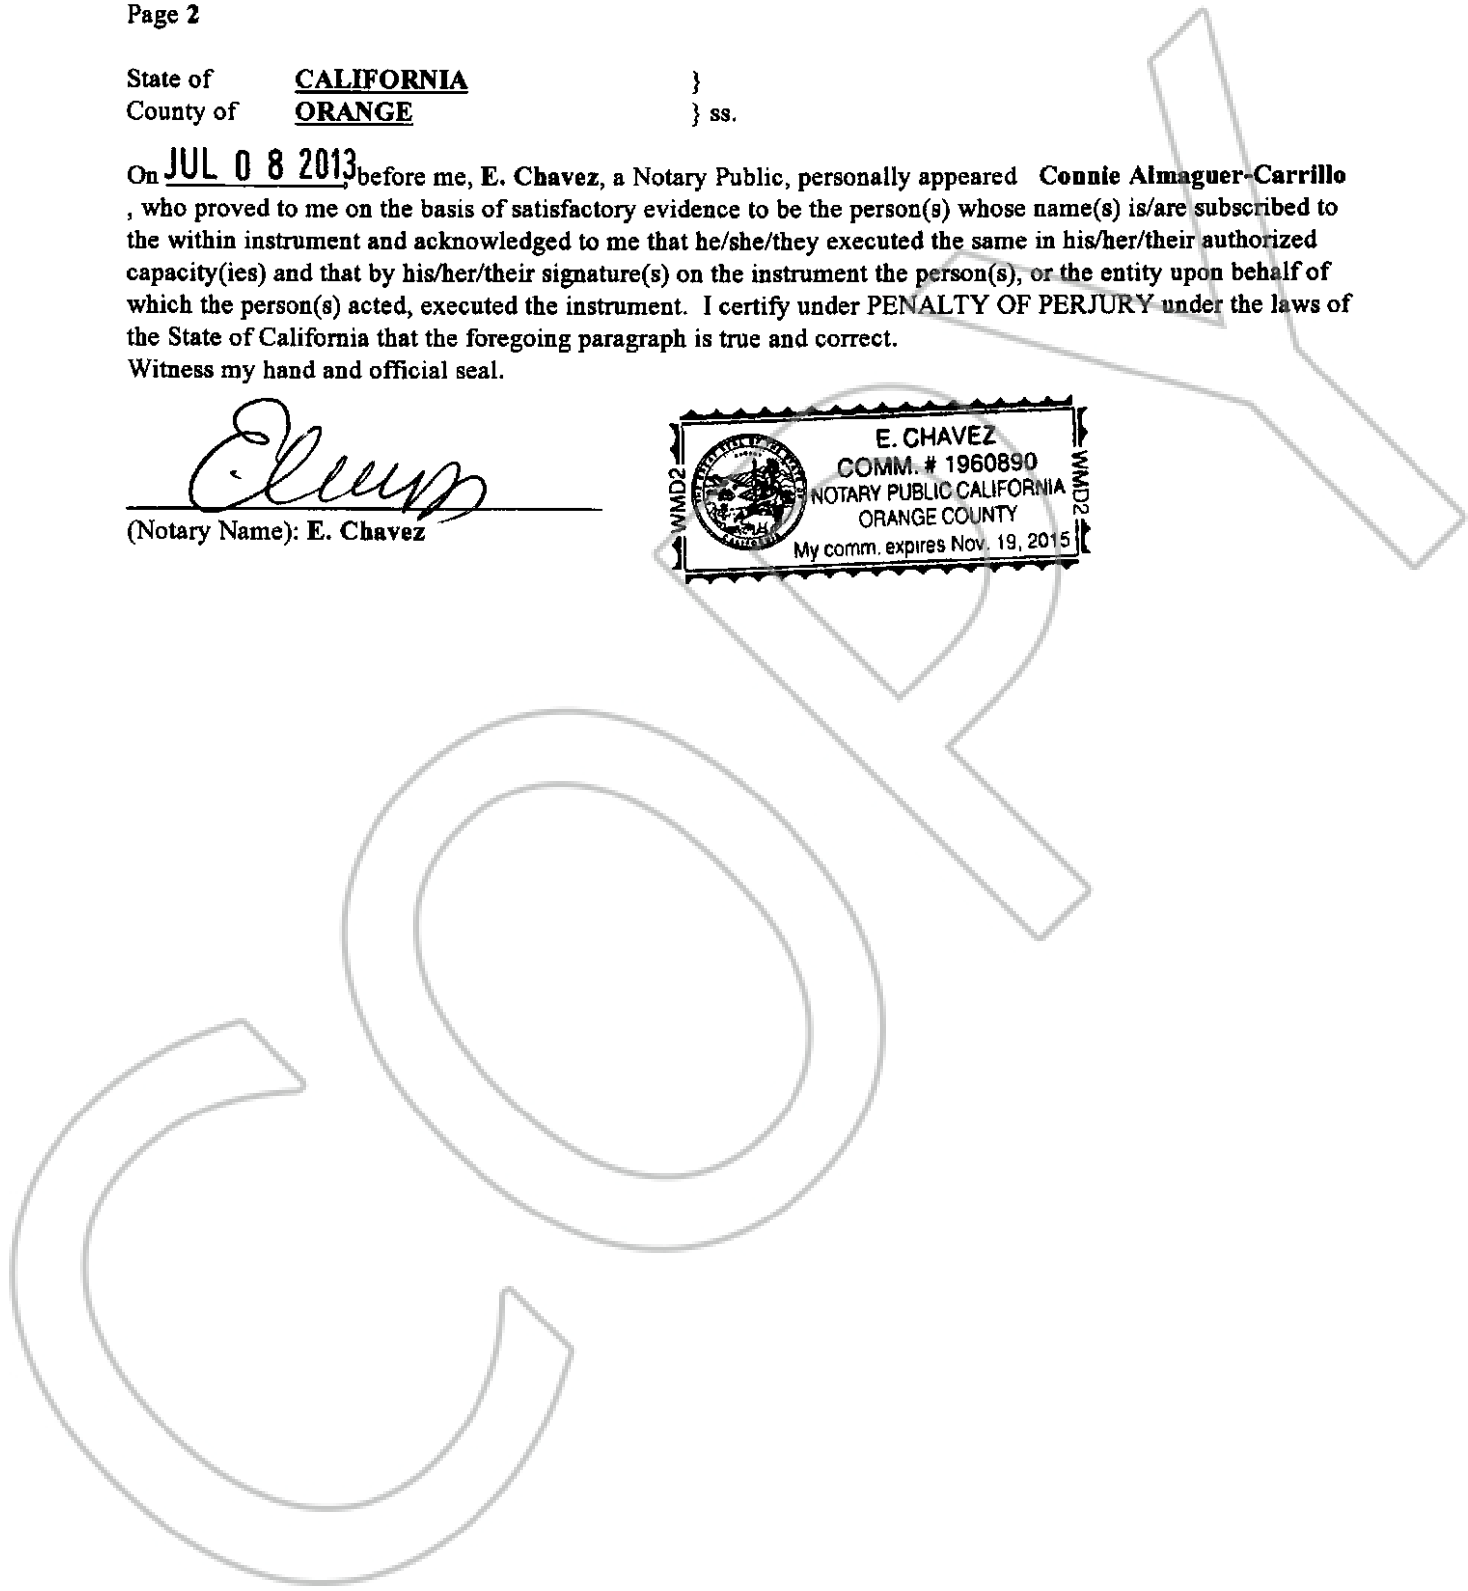 Page 2
State of CALIFORNIA }
County of ORANGE } ss.
On JUL 08 2013, before me, E. Chavez, a Notary Public, personally appeared Connie Almaguer-Carrillo
, who proved to me on the basis of satisfactory evidence to be the person(s) whose name(s) is/are subscribed to
the within instrument and acknowledged to me that he/she/they executed the same in his/her/their authorized
capacity(ies) and that by his/her/their signature(s) on the instrument the person(s), or the entity upon behalf of
which the person(s) acted, executed the instrument. I certify under PENALTY OF PERJURY under the laws of
the State of California that the foregoing paragraph is true and correct.
Witness my hand and official seal.
(Notary Name): E. Chavez
WMD2
E. CHAVEZ
COMM. # 1960890
NOTARY PUBLIC CALIFORNIA
ORANGE COUNTY
My comm. expires Nov. 19, 2015
WMD2
COPY